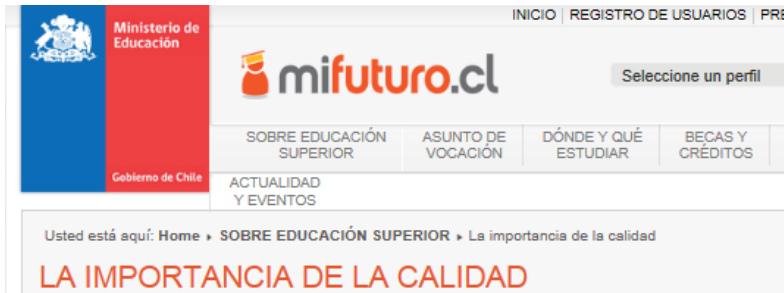 INICIO | REGISTRO DE USUARIOS |
Ministerio de
Educación
mifuturo.cl
Seleccione un perfil
SOBRE EDUCACIÓN
SUPERIOR
ASUNTO DE
VOCACIÓN
DÓNDE Y QUÉ
ESTUDIAR
BECAS Y
CRÉDITOS
Gobierno de Chile
ACTUALIDAD
Y EVENTOS
Usted está aquí: Home ▸ SOBRE EDUCACIÓN SUPERIOR ▸ La importancia de la calidad
LA IMPORTANCIA DE LA CALIDAD